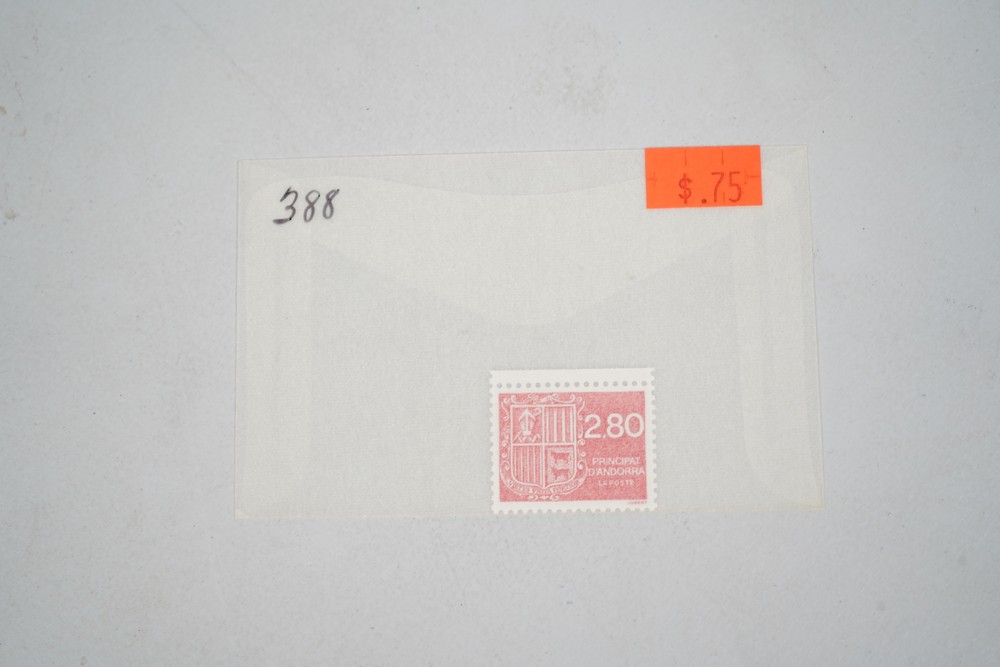 388
$.75
2,80
PRINCIPAT
D'ANDORRA
LA POSTE